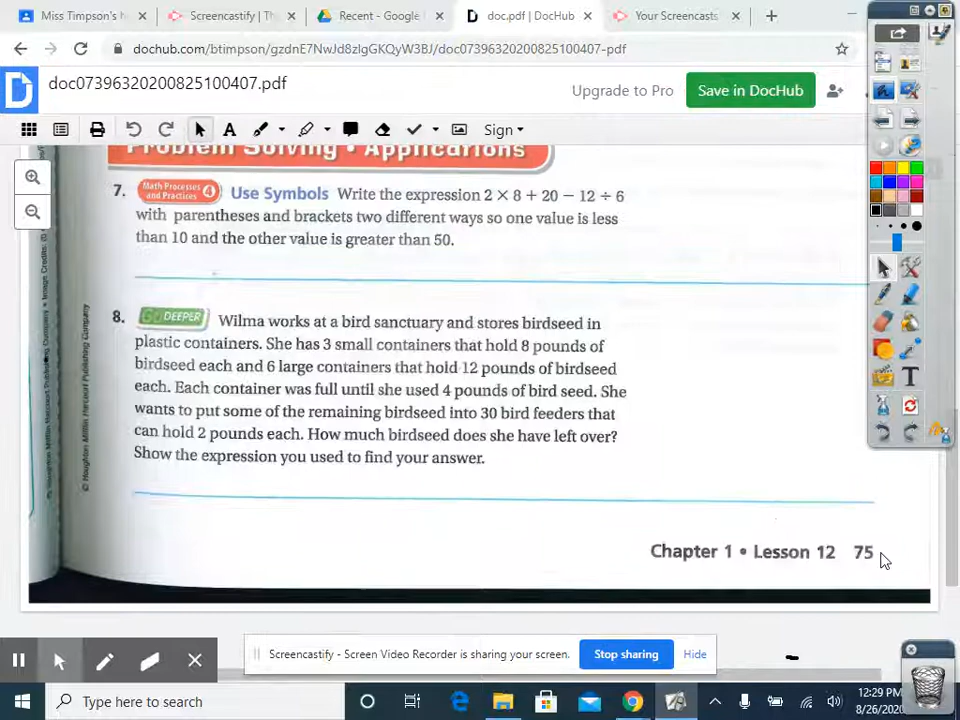 Miss Timpson's h
Screencastify | Th
Recent - Google
doc.pdf | DocHub
Your Screencasts
dochub.com/btimpson/gzdnE7NwJd8zlgGKQyW3BJ/doc07396320200825100407-pdf
doc07396320200825100407.pdf
Upgrade to Pro
Save in DocHub
Sign
Problem Solving • Applications
7. Math Processes and Practices 4 Use Symbols Write the expression 2 × 8 + 20 − 12 ÷ 6
with parentheses and brackets two different ways so one value is less
than 10 and the other value is greater than 50.
8. Go DEEPER Wilma works at a bird sanctuary and stores birdseed in
plastic containers. She has 3 small containers that hold 8 pounds of
birdseed each and 6 large containers that hold 12 pounds of birdseed
each. Each container was full until she used 4 pounds of bird seed. She
wants to put some of the remaining birdseed into 30 bird feeders that
can hold 2 pounds each. How much birdseed does she have left over?
Show the expression you used to find your answer.
© Houghton Mifflin Harcourt Publishing Company
Chapter 1 • Lesson 12 75
Screencastify - Screen Video Recorder is sharing your screen.
Stop sharing
Hide
Type here to search
12:29 PM
8/26/2020